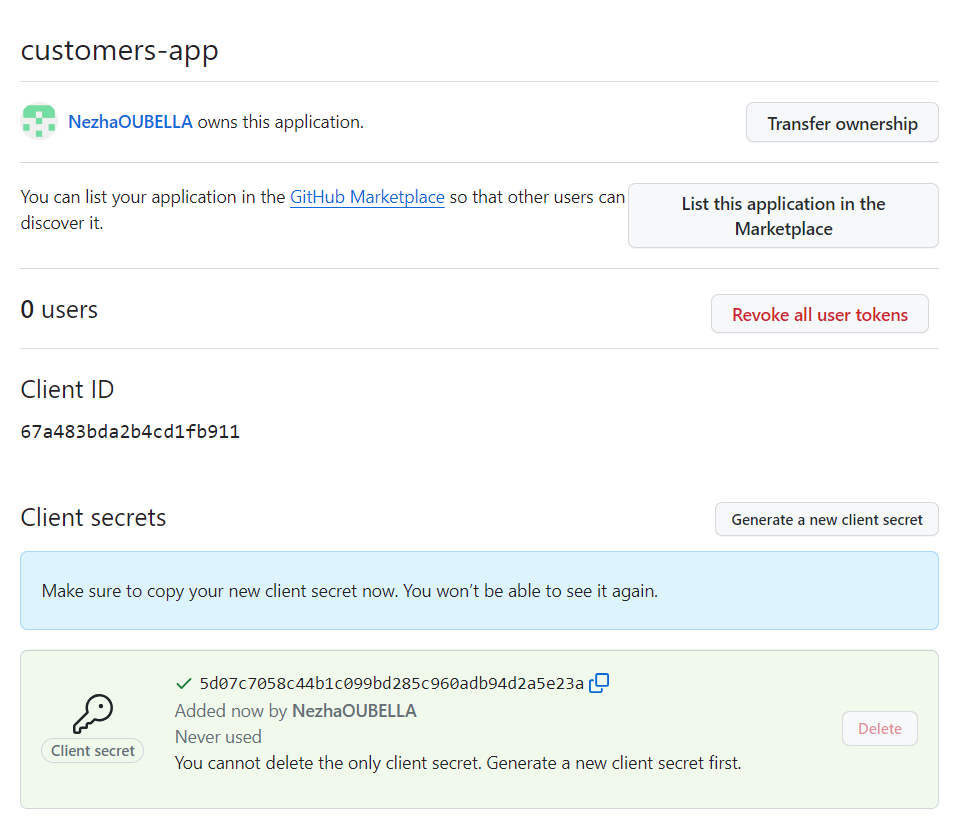 customers-app
NezhaOUBELLA owns this application.
Transfer ownership
You can list your application in the GitHub Marketplace so that other users can
discover it.
List this application in the
Marketplace
0 users
Revoke all user tokens
Client ID
67a483bda2b4cd1fb911
Client secrets
Generate a new client secret
Make sure to copy your new client secret now. You won’t be able to see it again.
5d07c7058c44b1c099bd285c960adb94d2a5e23a
Added now by NezhaOUBELLA
Never used
You cannot delete the only client secret. Generate a new client secret first.
Client secret
Delete